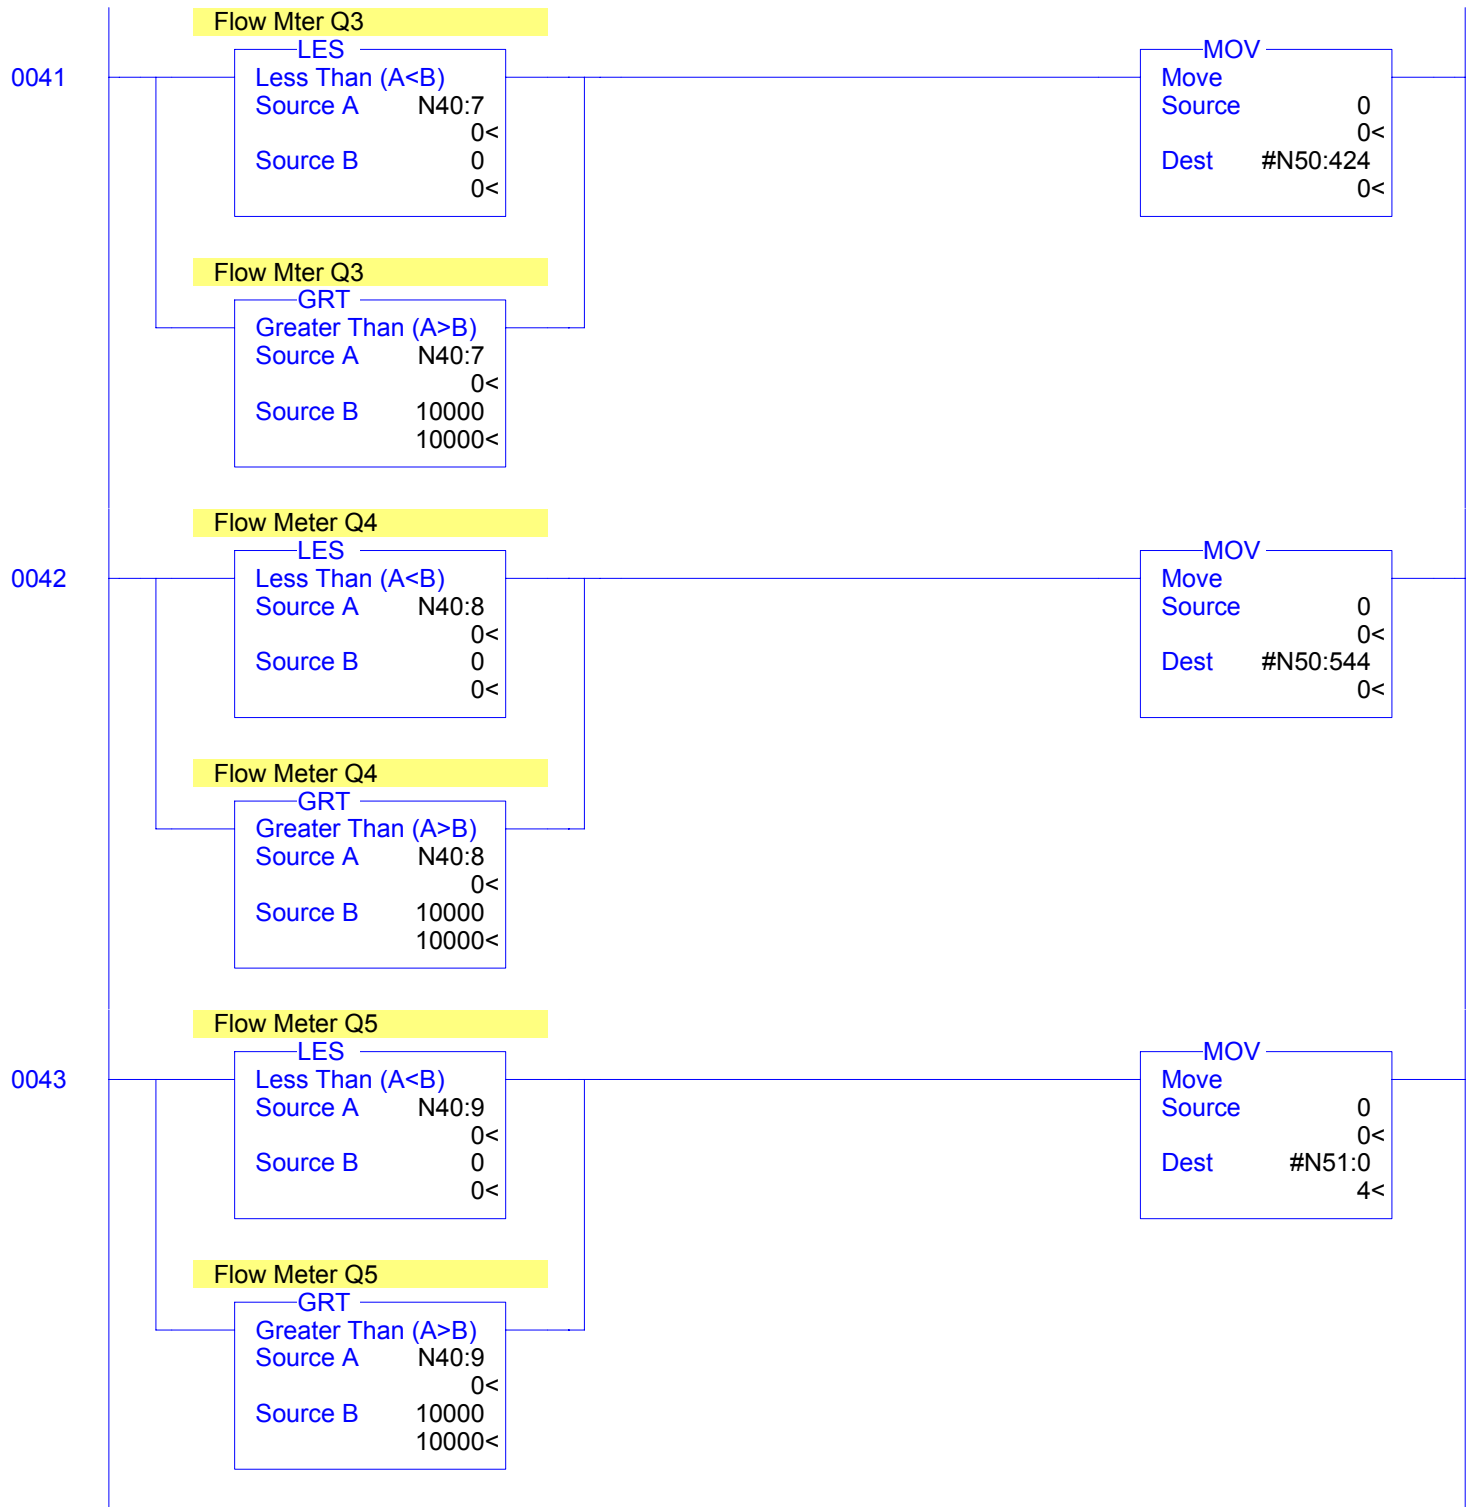 Flow Mter Q3
LES
MOV
0041
Less Than (A<B)
Move
Source A N40:7
Source 0
0<
0<
Source B 0
Dest #N50:424
0<
0<
Flow Mter Q3
GRT
Greater Than (A>B)
Source A N40:7
0<
Source B 10000
10000<
Flow Meter Q4
LES
MOV
0042
Less Than (A<B)
Move
Source A N40:8
Source 0
0<
0<
Source B 0
Dest #N50:544
0<
0<
Flow Meter Q4
GRT
Greater Than (A>B)
Source A N40:8
0<
Source B 10000
10000<
Flow Meter Q5
LES
MOV
0043
Less Than (A<B)
Move
Source A N40:9
Source 0
0<
0<
Source B 0
Dest #N51:0
0<
4<
Flow Meter Q5
GRT
Greater Than (A>B)
Source A N40:9
0<
Source B 10000
10000<